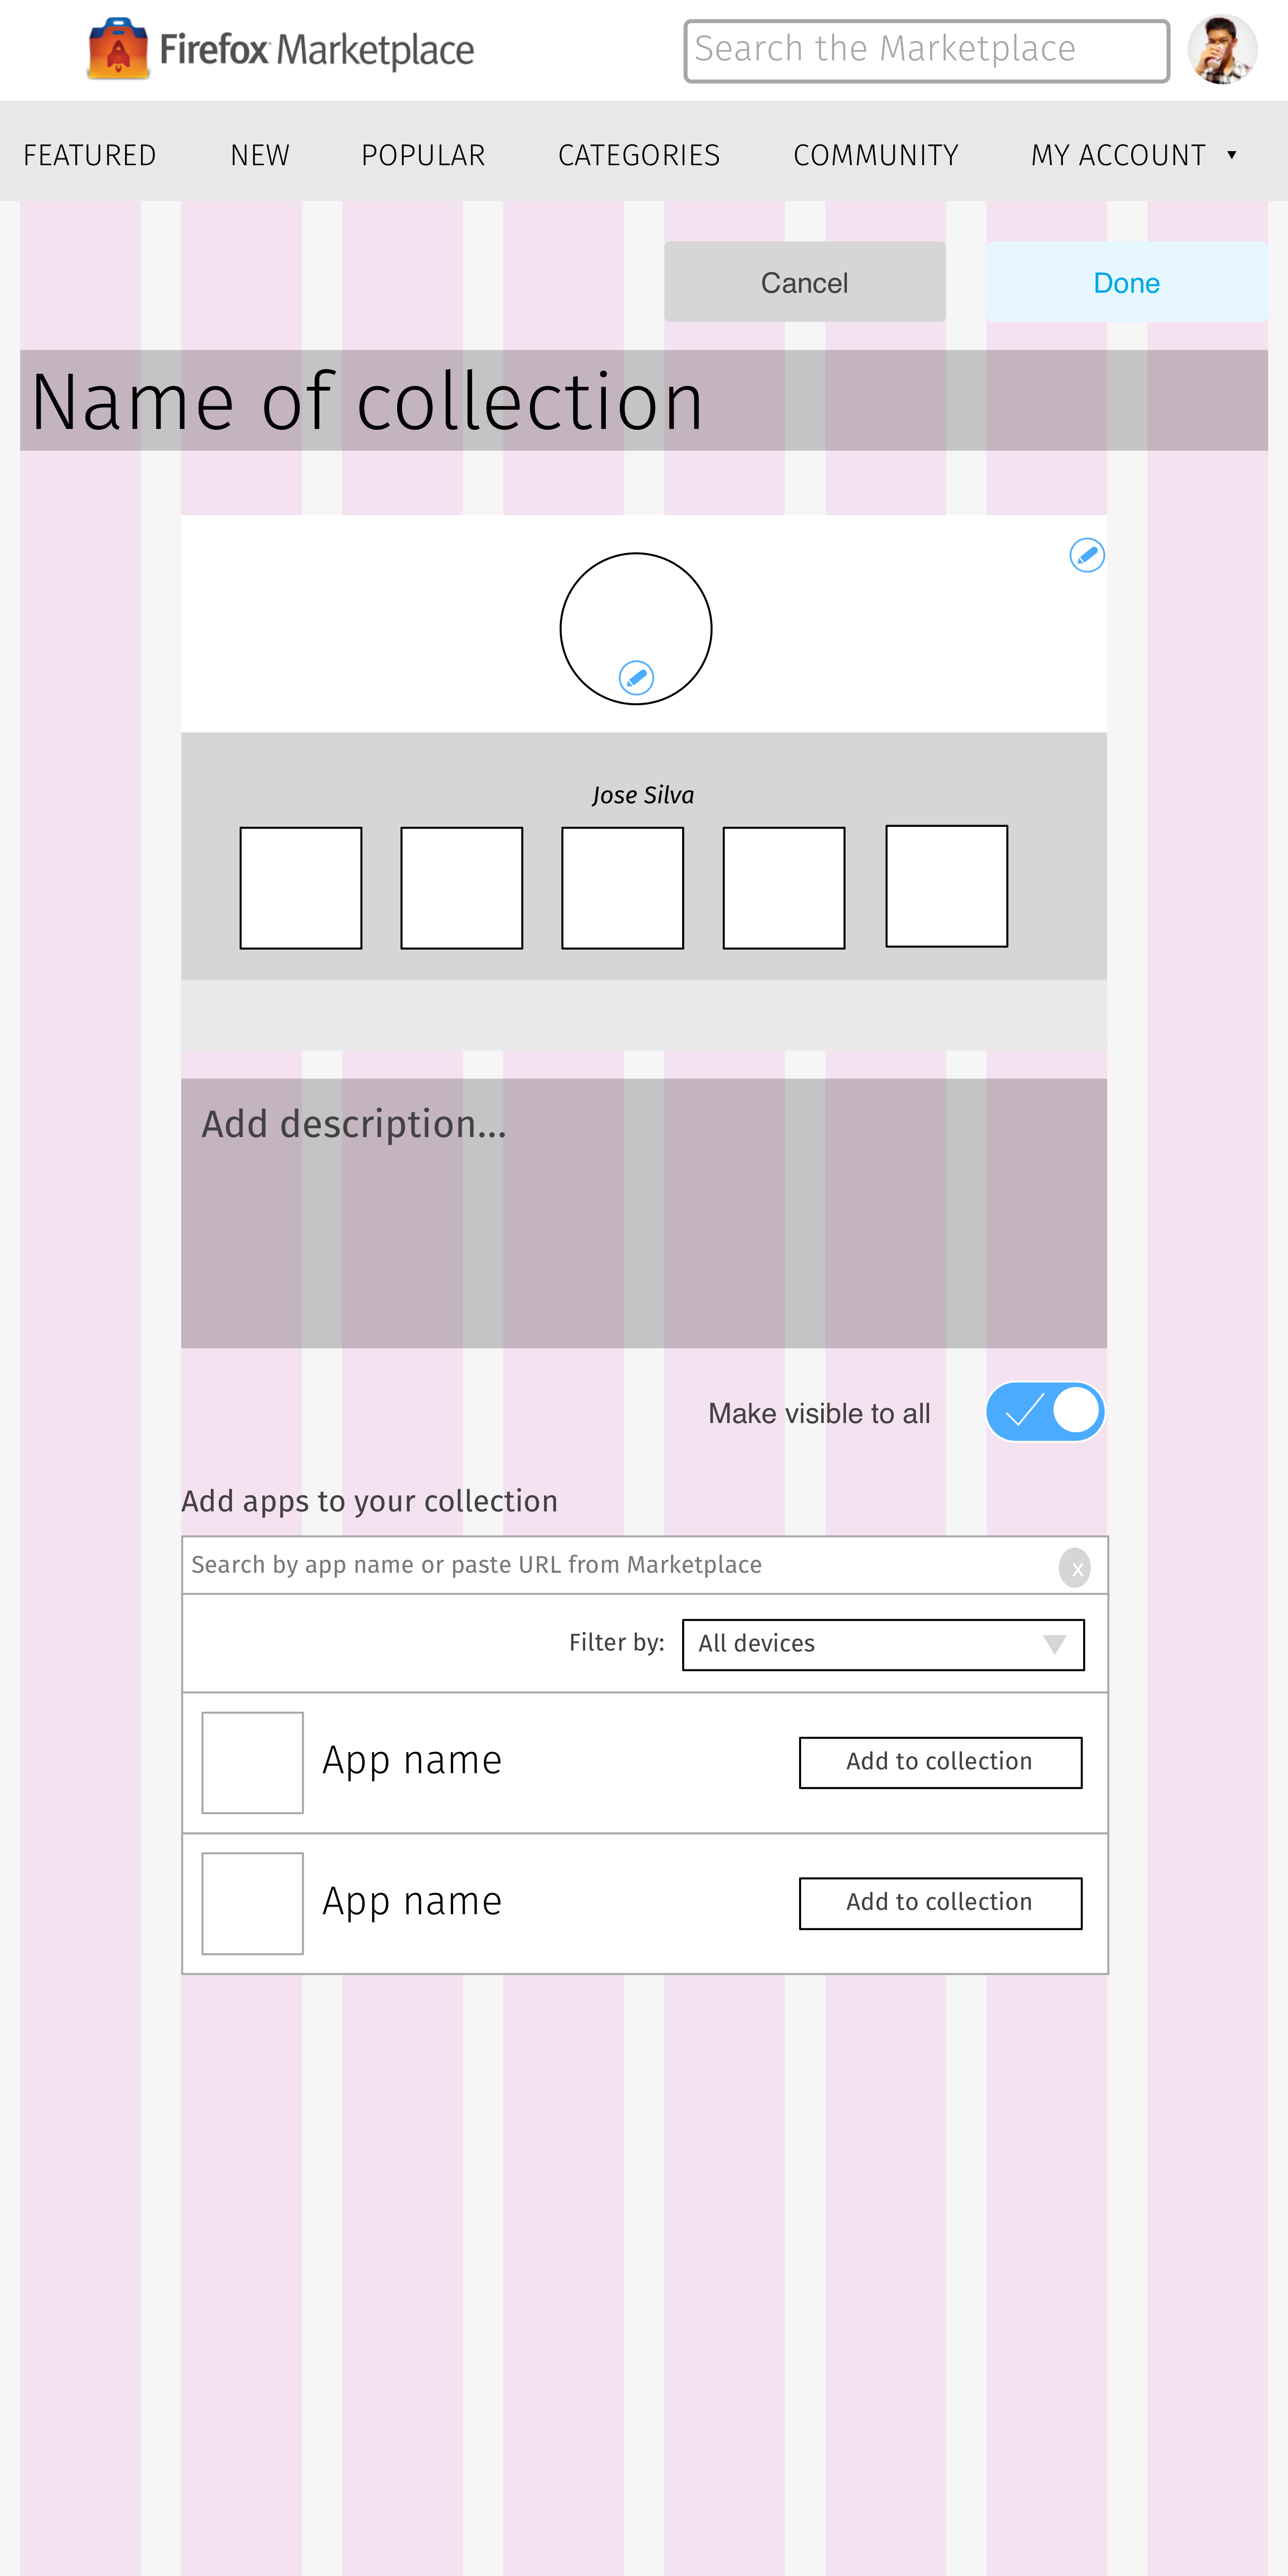 Firefox Marketplace
Search the Marketplace
FEATURED NEW POPULAR CATEGORIES COMMUNITY MY ACCOUNT ▼
Cancel Done
Name of collection
Jose Silva
Add description...
Make visible to all
Add apps to your collection
Search by app name or paste URL from Marketplace x
Filter by: All devices
App name Add to collection
App name Add to collection